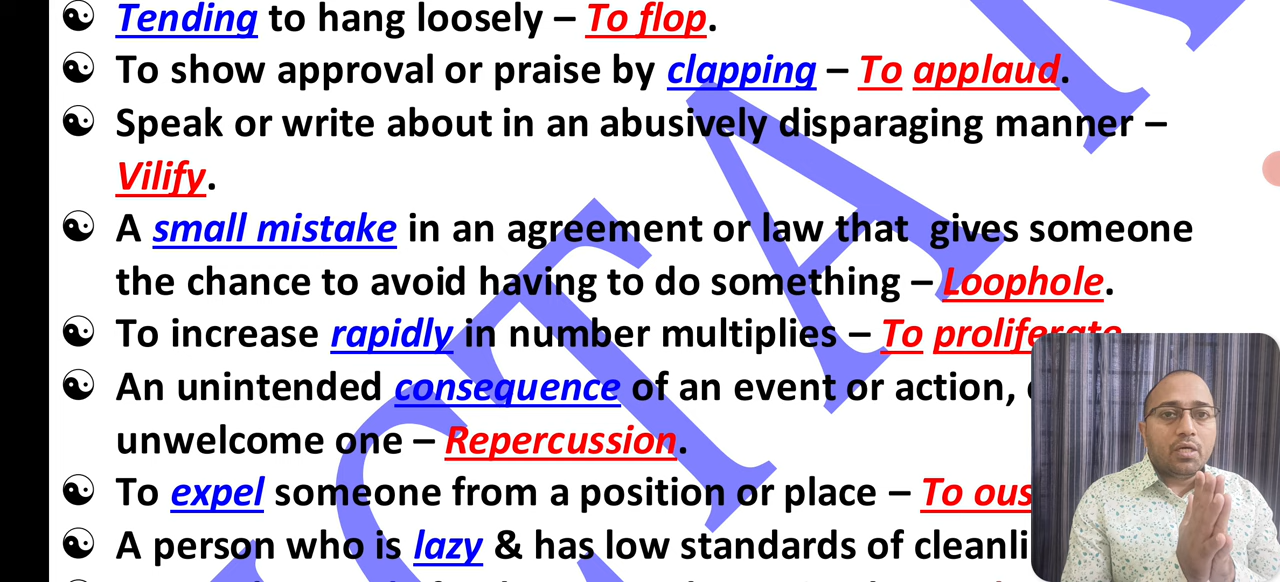 Tending to hang loosely – To flop.
To show approval or praise by clapping – To applaud.
Speak or write about in an abusively disparaging manner –
Vilify.
A small mistake in an agreement or law that  gives someone
the chance to avoid having to do something – Loophole.
To increase rapidly in number multiplies – To proliferate
An unintended consequence of an event or action,
unwelcome one – Repercussion.
To expel someone from a position or place – To ous
A person who is lazy & has low standards of cleanli